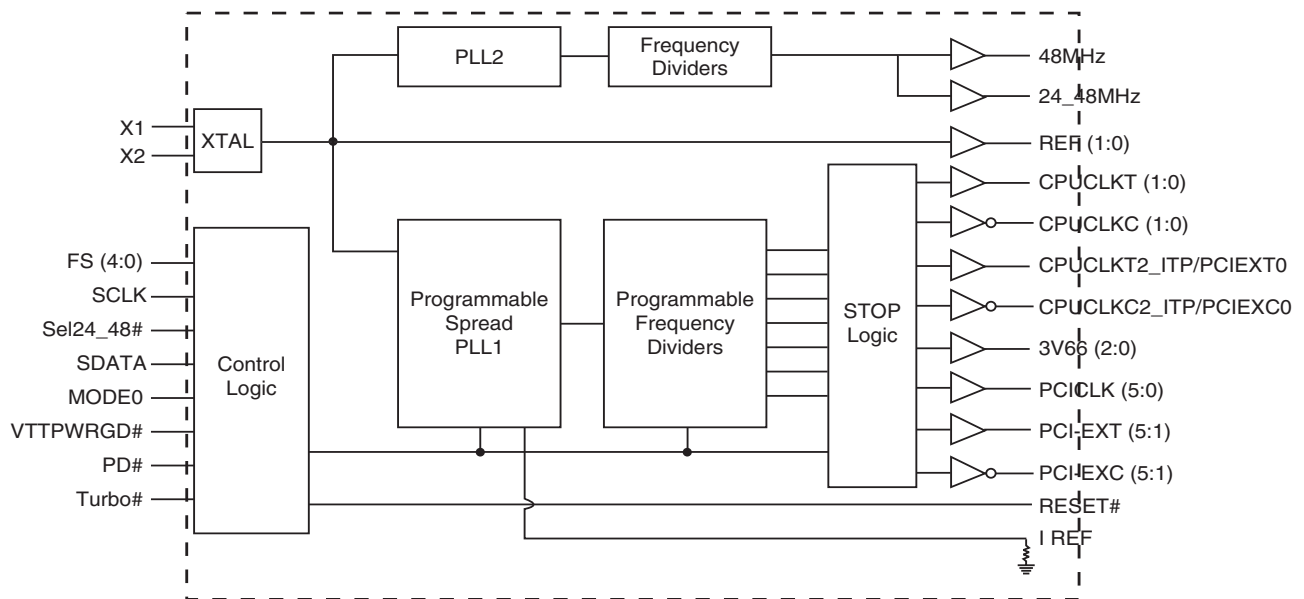 PLL2
Frequency
Dividers
48MHz
24_48MHz
X1
X2
XTAL
REF (1:0)
CPUCLKT (1:0)
CPUCLKC (1:0)
CPUCLKT2_ITP/PCIEXT0
CPUCLKC2_ITP/PCIEXC0
3V66 (2:0)
PCICLK (5:0)
PCI-EXT (5:1)
PCI-EXC (5:1)
RESET#
I REF
FS (4:0)
SCLK
Sel24_48#
SDATA
MODE0
VTTPWRGD#
PD#
Turbo#
Control
Logic
Programmable
Spread
PLL1
Programmable
Frequency
Dividers
STOP
Logic